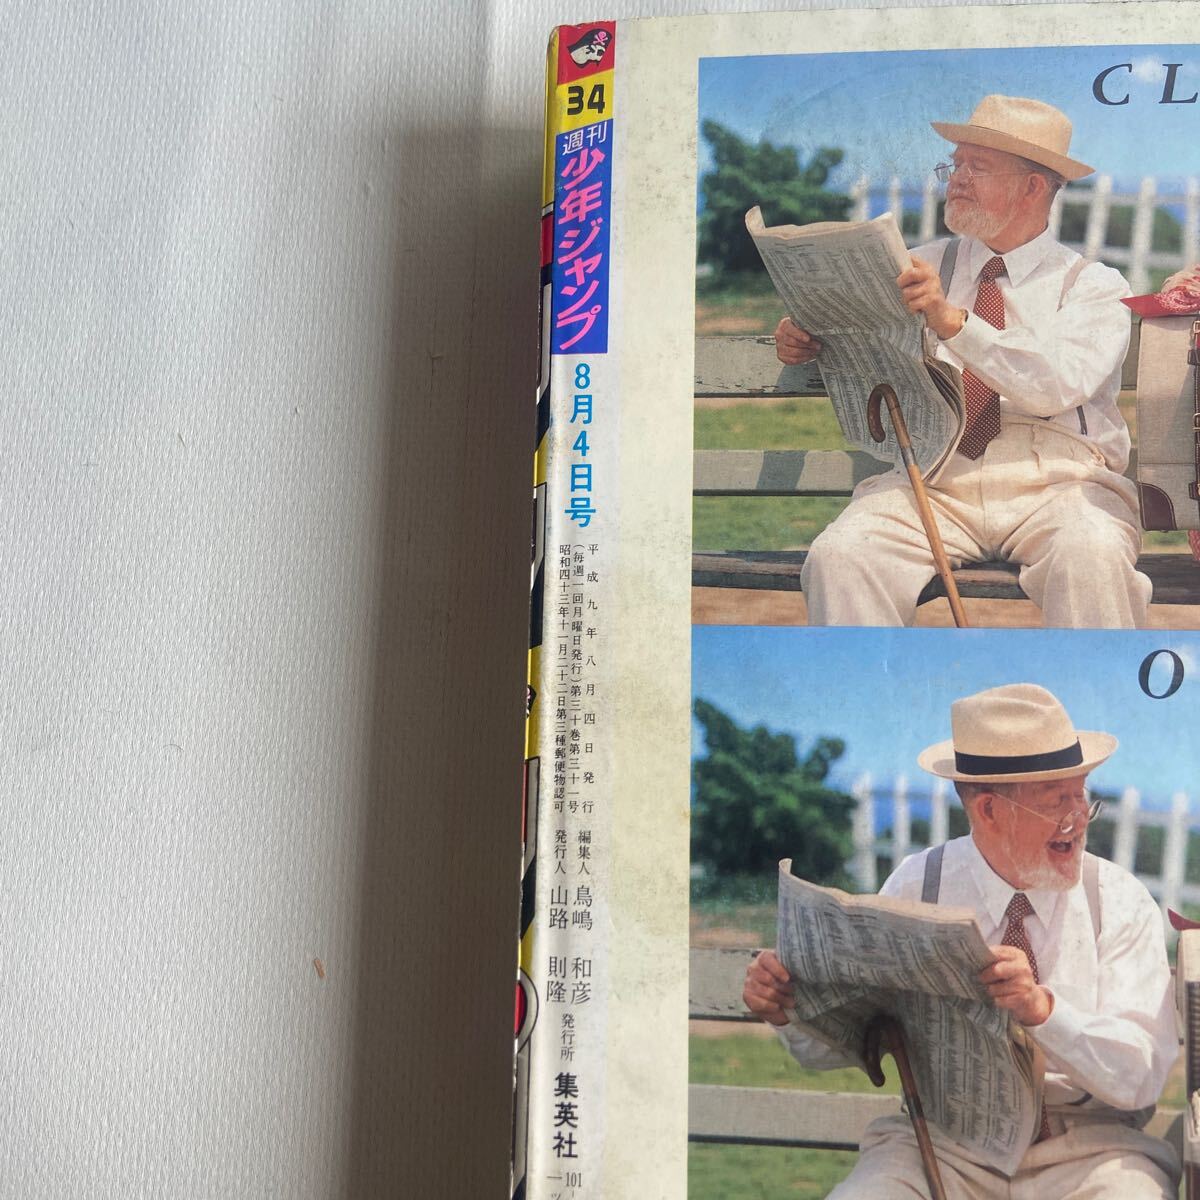 34
週刊
少年ジャンプ
8月4日号
平成九年八月四日発行
(毎週一回月曜日発行)第三十巻第三十一号
昭和四十三年十一月二十二日第三種郵便物認可
編集人 鳥嶋和彦
発行人 山路則隆
発行所 集英社
101
CL
O